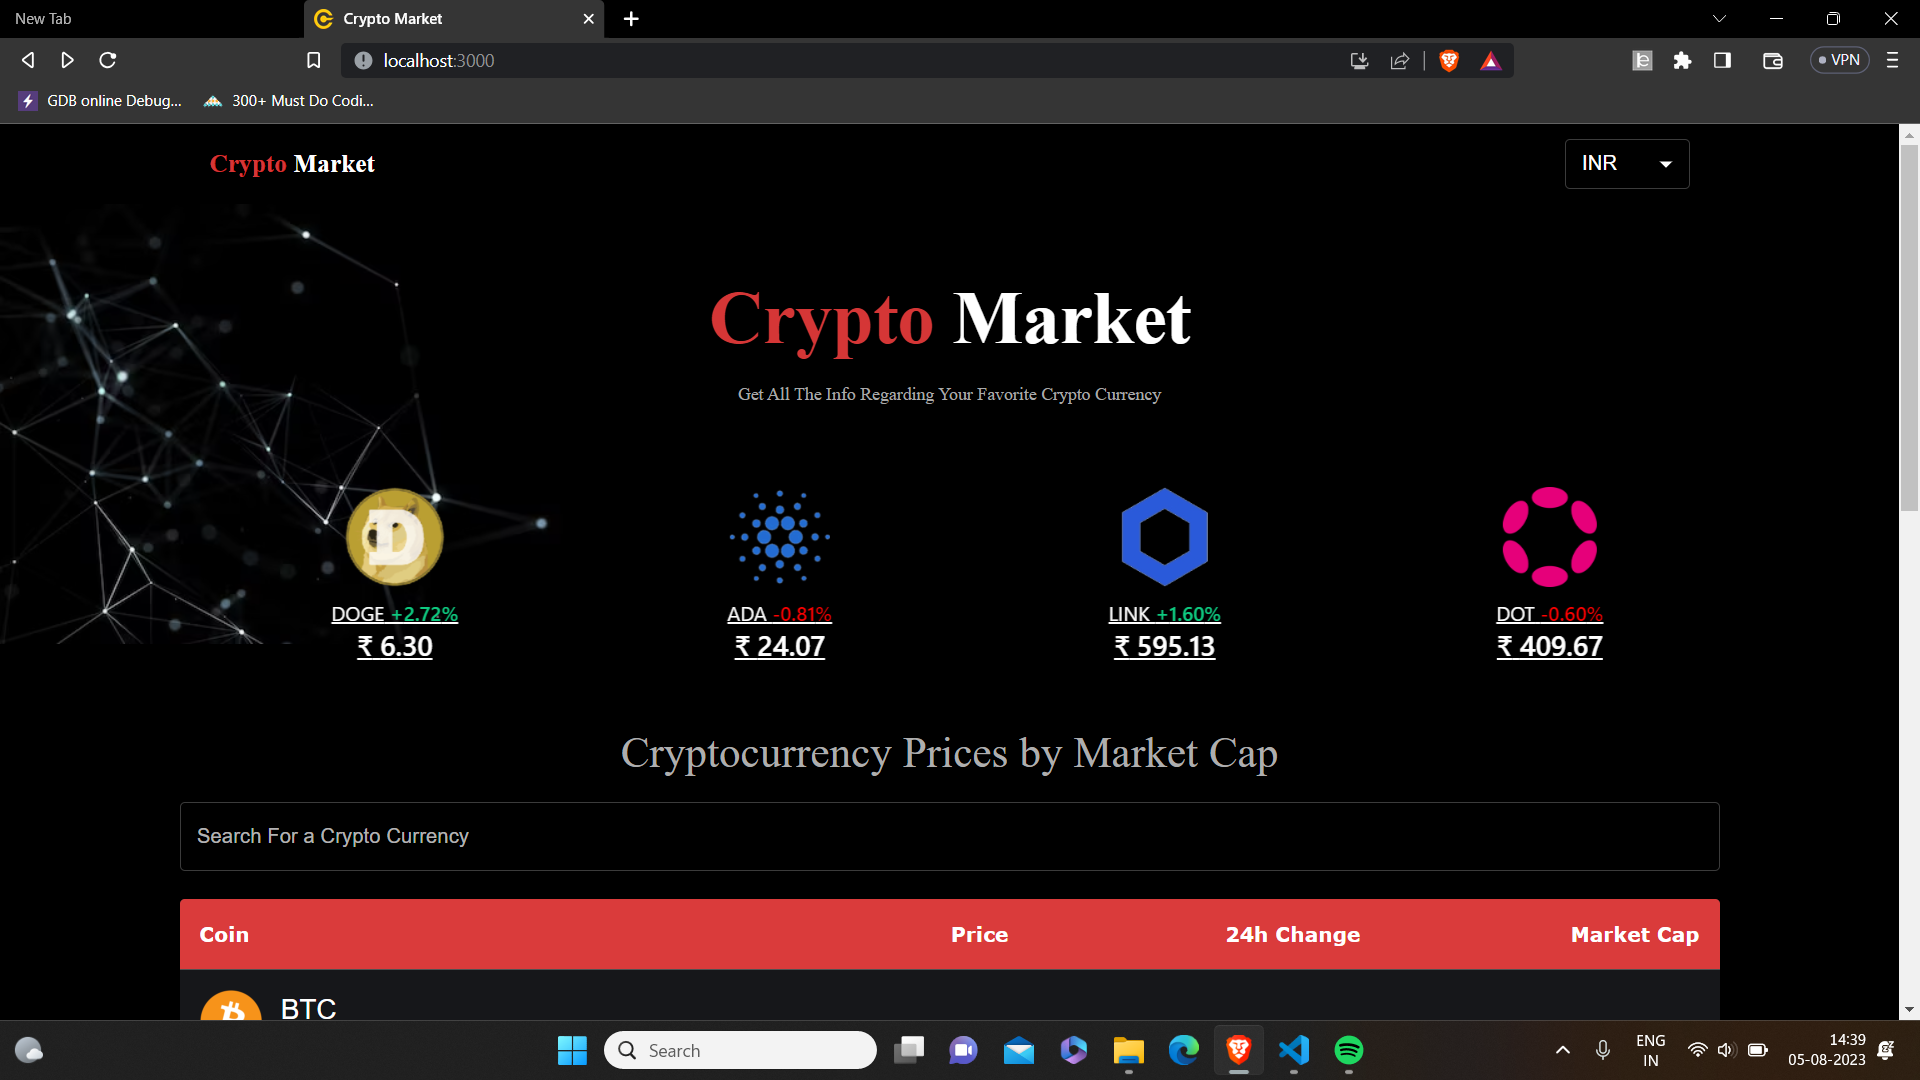 New Tab
Crypto Market
localhost:3000
VPN
GDB online Debug...
300+ Must Do Codi...
Crypto Market
INR
Crypto Market
Get All The Info Regarding Your Favorite Crypto Currency
D
DOGE +2.72%
₹ 6.30
ADA -0.81%
₹ 24.07
LINK +1.60%
₹ 595.13
DOT -0.60%
₹ 409.67
Cryptocurrency Prices by Market Cap
Search For a Crypto Currency
Coin Price 24h Change Market Cap
BTC
Search
ENG
IN
14:39
05-08-2023